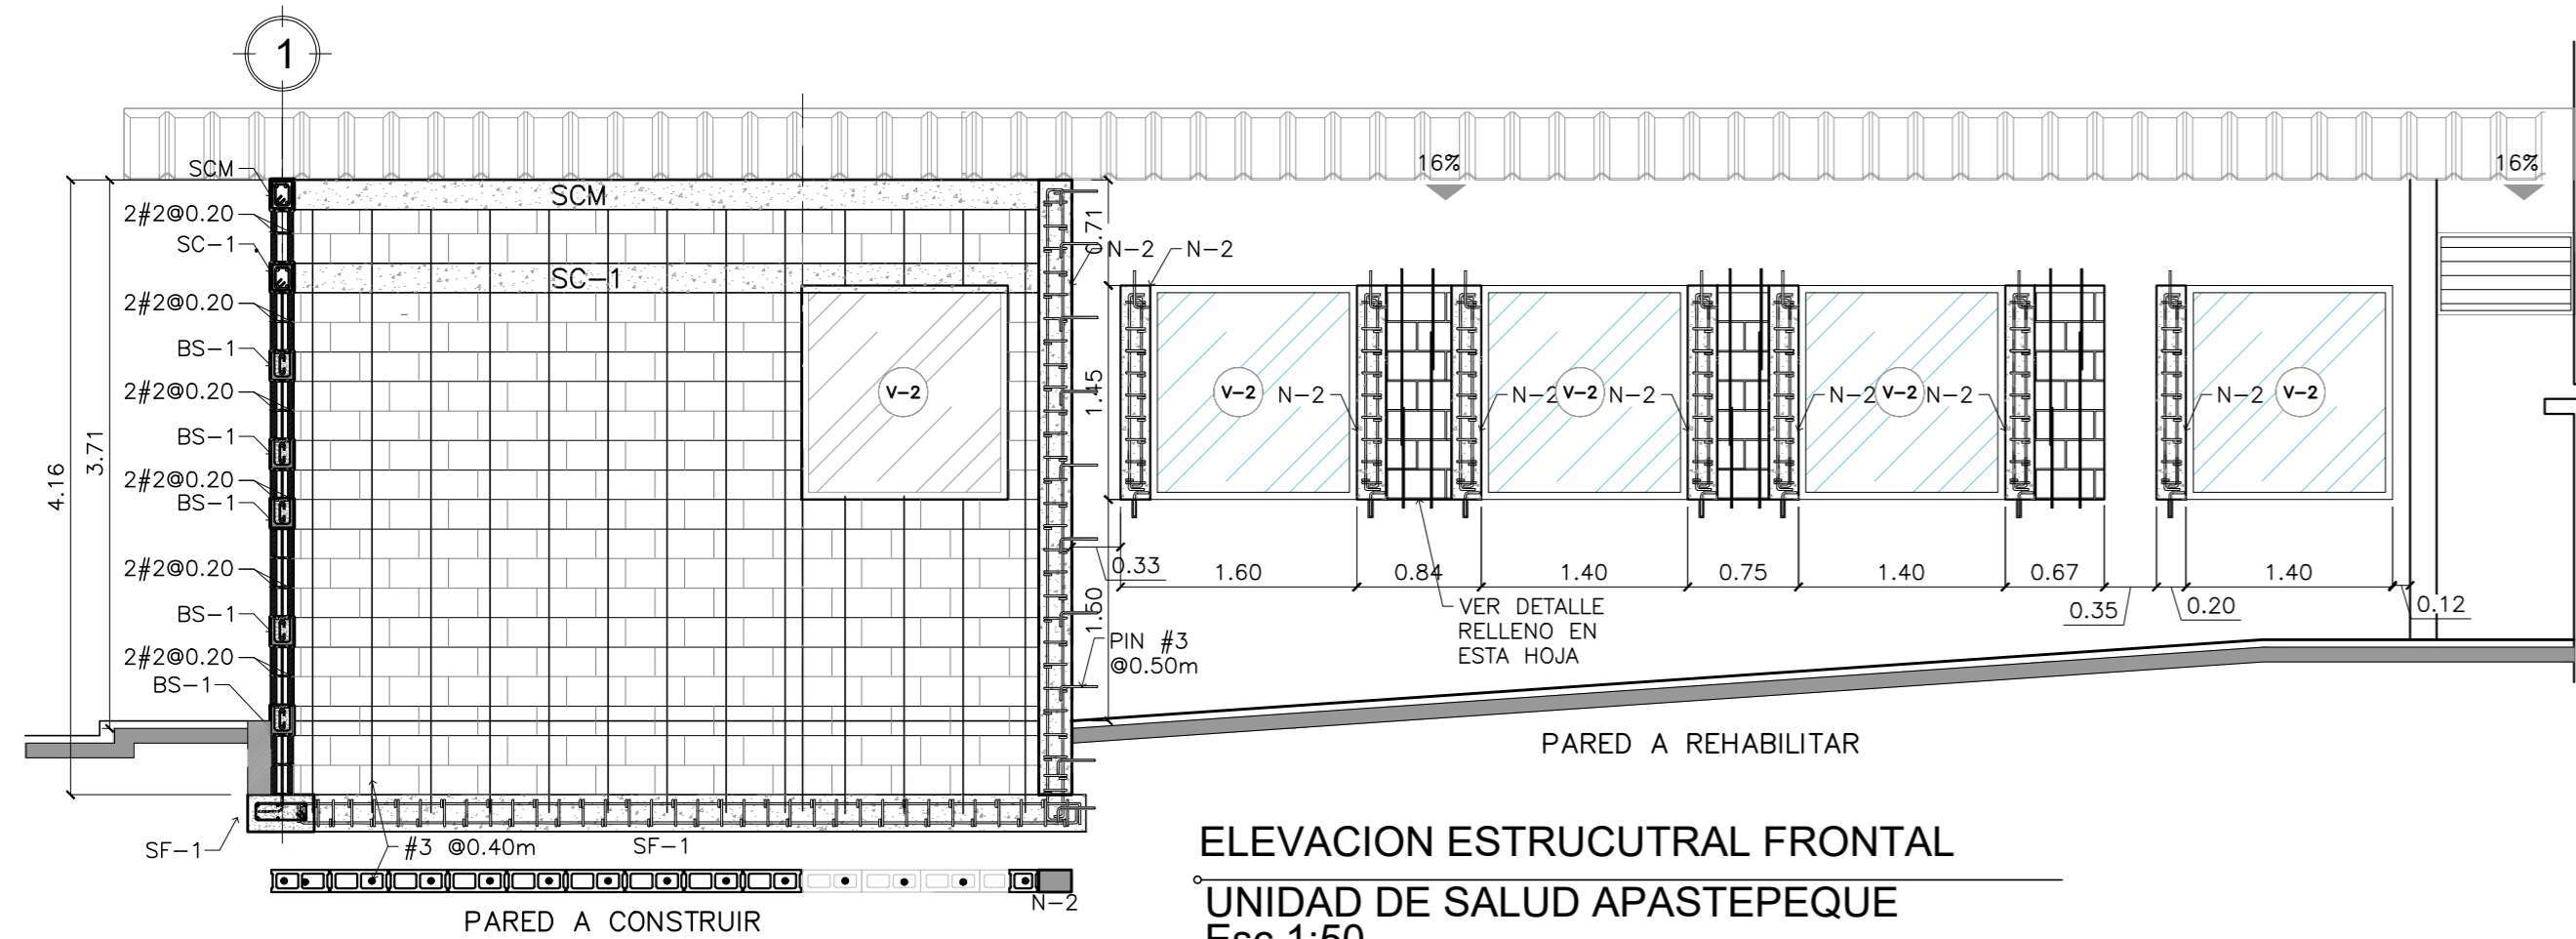 1
16%
16%
SCM
SCM
2#2@0.20
SC-1
SC-1
2#2@0.20
BS-1
2#2@0.20
BS-1
2#2@0.20
BS-1
2#2@0.20
BS-1
2#2@0.20
BS-1
4.16
3.71
0.71
1.45
1.50
N-2
N-2
V-2
V-2
N-2
N-2
V-2
N-2
N-2
V-2
N-2
N-2
V-2
0.33
1.60
0.84
1.40
0.75
1.40
0.67
0.35
0.20
1.40
0.12
VER DETALLE
RELLENO EN
ESTA HOJA
PIN #3
@0.50m
PARED A REHABILITAR
SF-1
#3 @0.40m
SF-1
N-2
PARED A CONSTRUIR
ELEVACION ESTRUCUTRAL FRONTAL
UNIDAD DE SALUD APASTEPEQUE
Esc 1:50